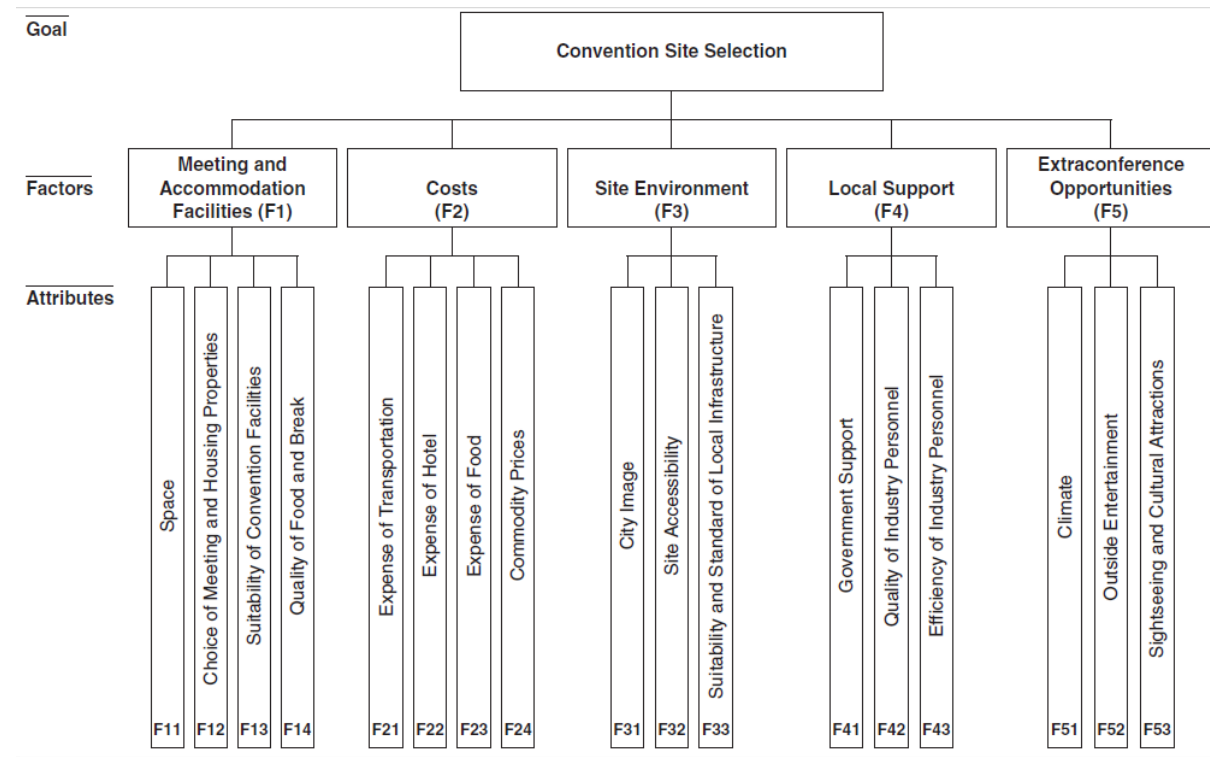 Goal
Convention Site Selection
Factors
Meeting and
Accommodation
Facilities (F1)
Costs
(F2)
Site Environment
(F3)
Local Support
(F4)
Extraconference
Opportunities
(F5)
Attributes
Space
F11
Choice of Meeting and Housing Properties
F12
Suitability of Convention Facilities
F13
Quality of Food and Break
F14
Expense of Transportation
F21
Expense of Hotel
F22
Expense of Food
F23
Commodity Prices
F24
City Image
F31
Site Accessibility
F32
Suitability and Standard of Local Infrastructure
F33
Government Support
F41
Quality of Industry Personnel
F42
Efficiency of Industry Personnel
F43
Climate
F51
Outside Entertainment
F52
Sightseeing and Cultural Attractions
F53